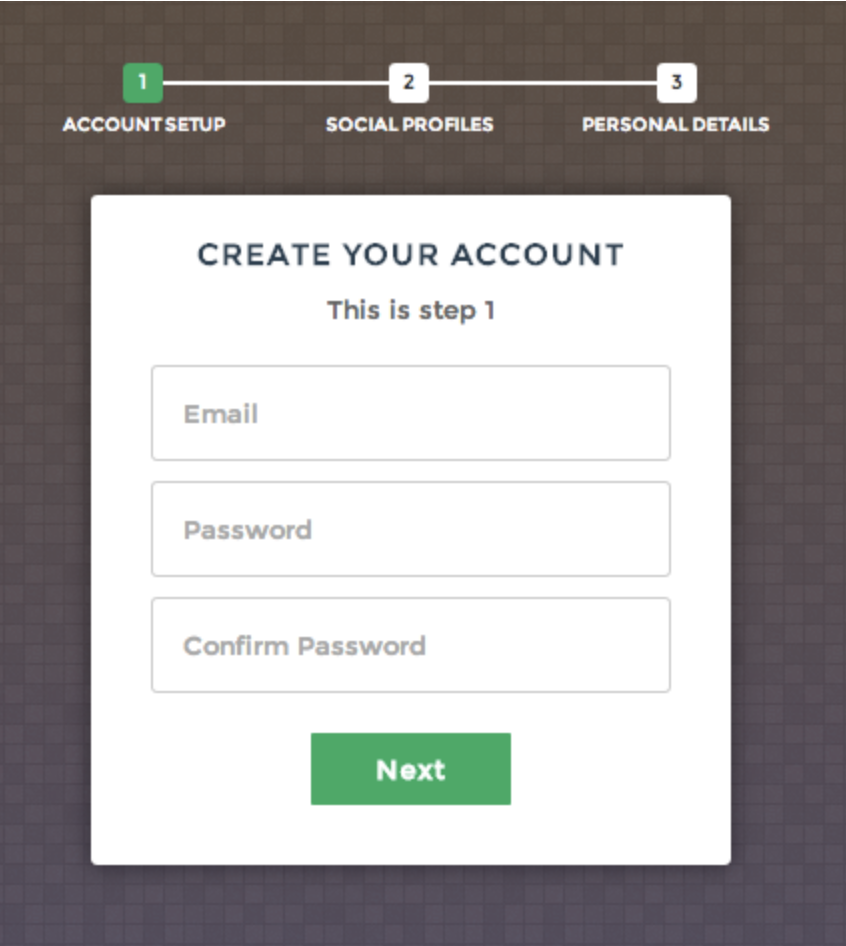 1 2 3
ACCOUNT SETUP SOCIAL PROFILES PERSONAL DETAILS
CREATE YOUR ACCOUNT
This is step 1
Email
Password
Confirm Password
Next